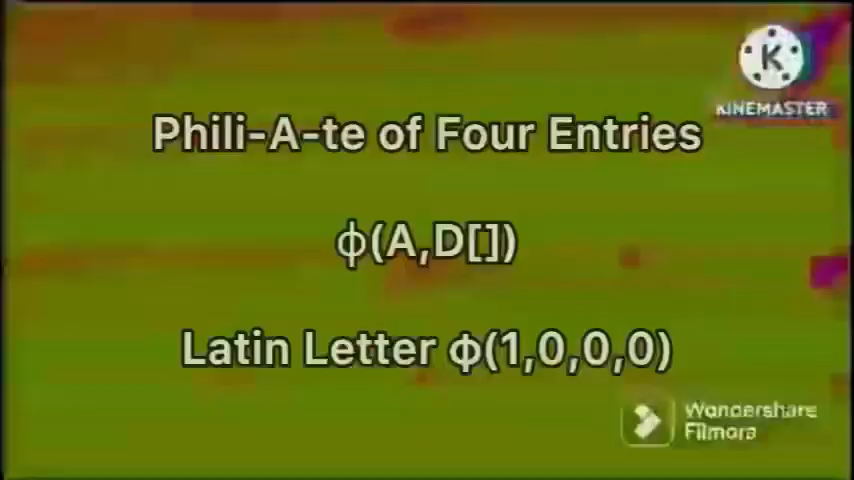 KINEMASTER
Phili-A-te of Four Entries
ϕ(A,D[])
Latin Letter ϕ(1,0,0,0)
Wondershare
Filmora